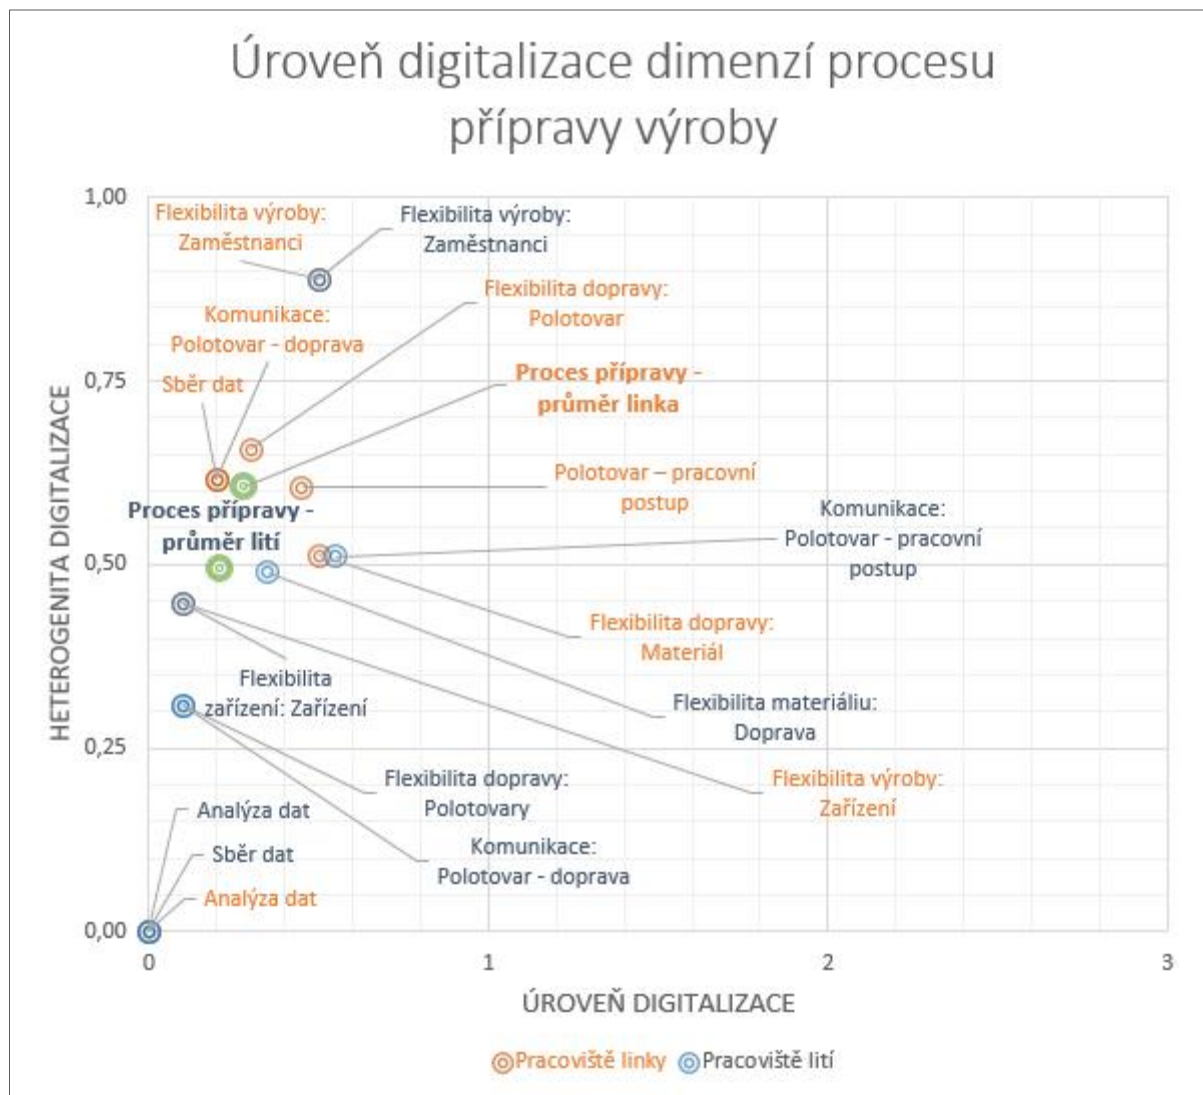 Úroveň digitalizace dimenzí procesu
přípravy výroby
1,00
Flexibilita výroby:
Zaměstnanci
Flexibilita výroby:
Zaměstnanci
Flexibilita dopravy:
Polotovar
Komunikace:
Polotovar - doprava
Sběr dat
0,75
Proces přípravy -
průměr linka
Polotovar – pracovní
postup
Proces přípravy -
průměr lití
Komunikace:
Polotovar - pracovní
postup
0,50
Flexibilita dopravy:
Materiál
Flexibilita
zařízení: Zařízení
Flexibilita materiáliu:
Doprava
0,25
Flexibilita dopravy:
Polotovary
Flexibilita výroby:
Zařízení
Analýza dat
Komunikace:
Polotovar - doprava
Sběr dat
Analýza dat
0,00
0
1
2
3
HETEROGENITA DIGITALIZACE
ÚROVEŇ DIGITALIZACE
Pracoviště linky
Pracoviště lití